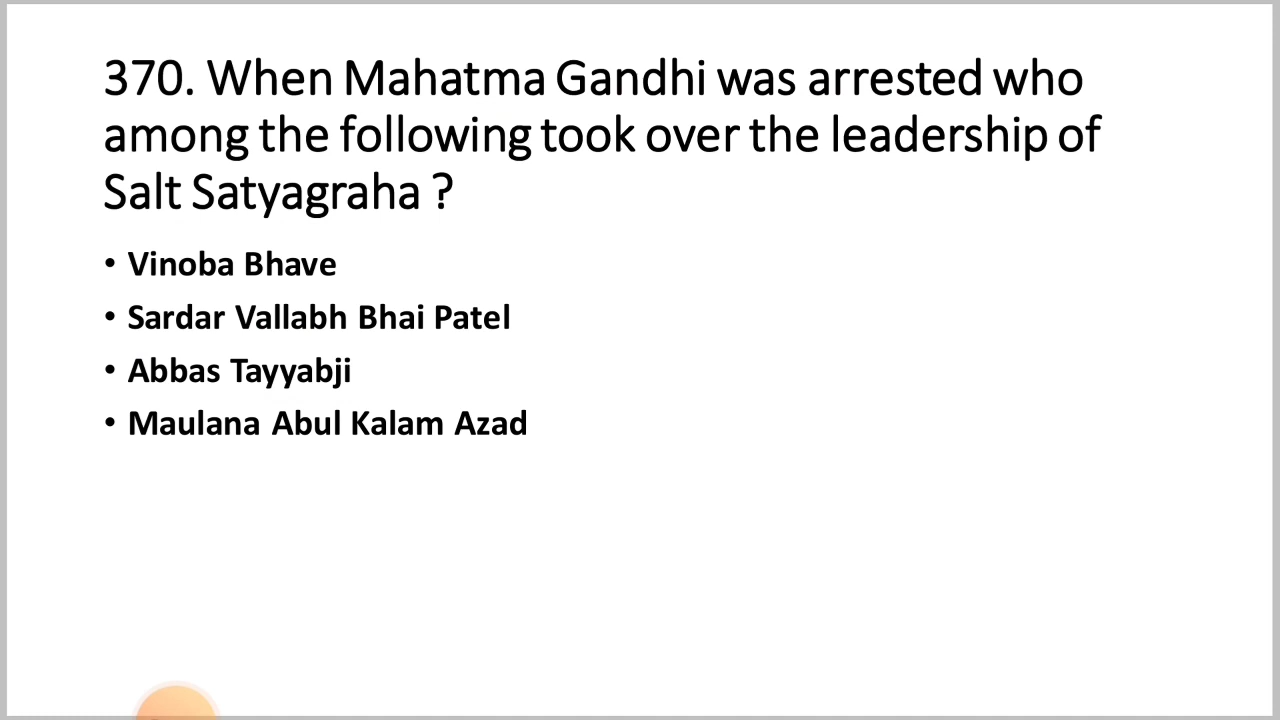 370. When Mahatma Gandhi was arrested who
among the following took over the leadership of
Salt Satyagraha ?
• Vinoba Bhave
• Sardar Vallabh Bhai Patel
• Abbas Tayyabji
• Maulana Abul Kalam Azad